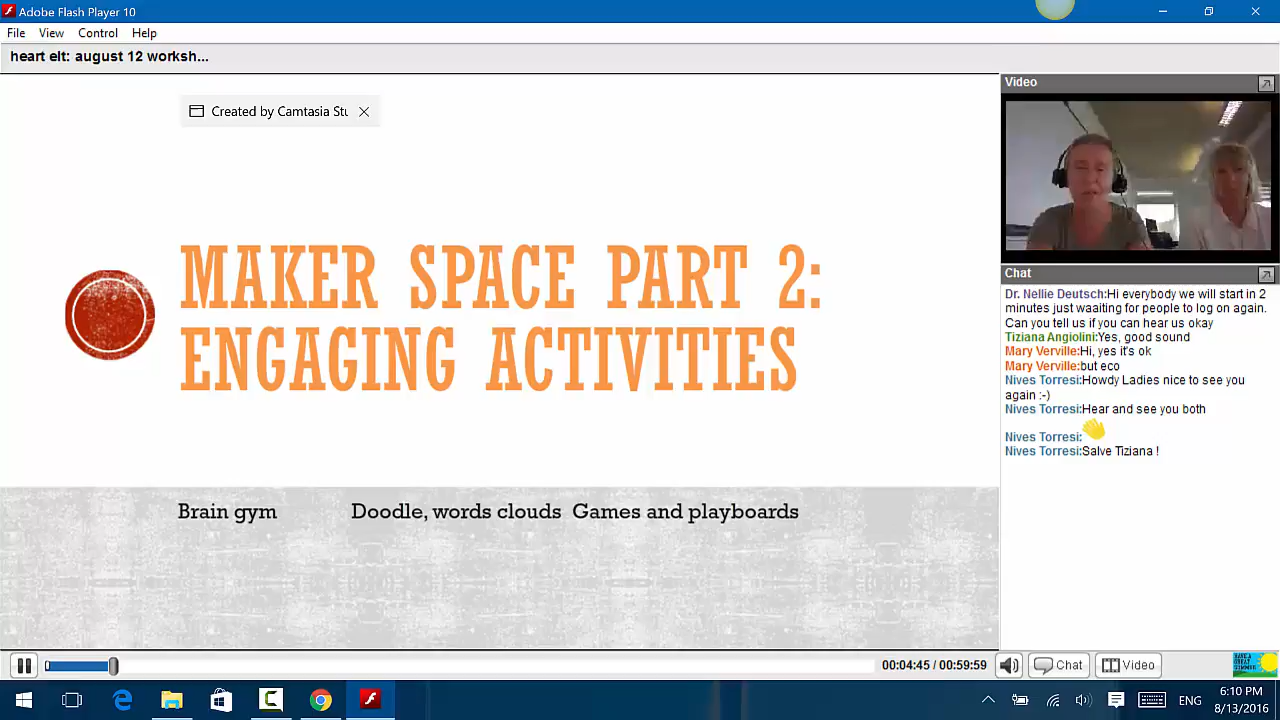 Adobe Flash Player 10
File View Control Help
heart elt: august 12 worksh...
Created by Camtasia Stu
MAKER SPACE PART 2:
ENGAGING ACTIVITIES
Brain gym Doodle, words clouds Games and playboards
Video
Chat
Dr. Nellie Deutsch:Hi everybody we will start in 2
minutes just waaiting for people to log on again.
Can you tell us if you can hear us okay
Tiziana Angiolini:Yes, good sound
Mary Verville:Hi, yes it's ok
Mary Verville:but eco
Nives Torresi:Howdy Ladies nice to see you
again :-)
Nives Torresi:Hear and see you both
Nives Torresi:
Nives Torresi:Salve Tiziana !
00:04:45 / 00:59:59
Chat
Video
HAVE A
GREAT
SUMMER
ENG
6:10 PM
8/13/2016